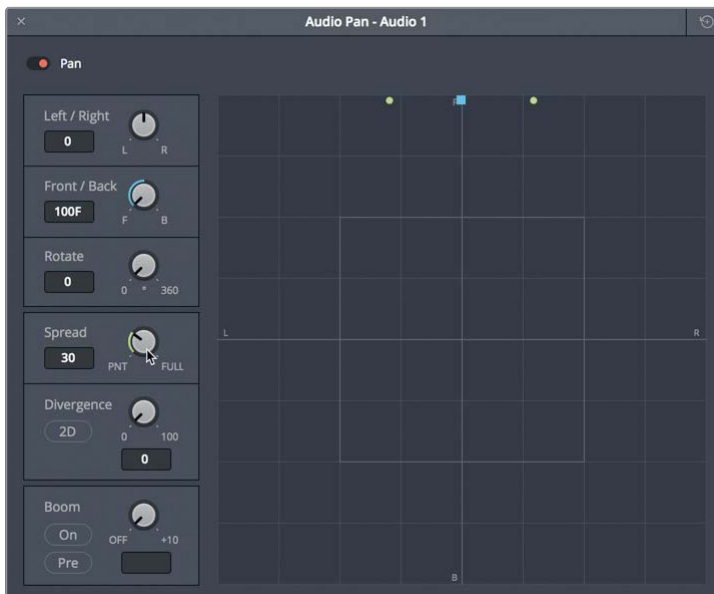 Audio Pan - Audio 1
Pan
Left / Right
0
L R
Front / Back
100F
F B
Rotate
0
0 * 360
Spread
30
PNT FULL
Divergence
2D
0 100
0
Boom
On
OFF +10
Pre
F
L
R
B